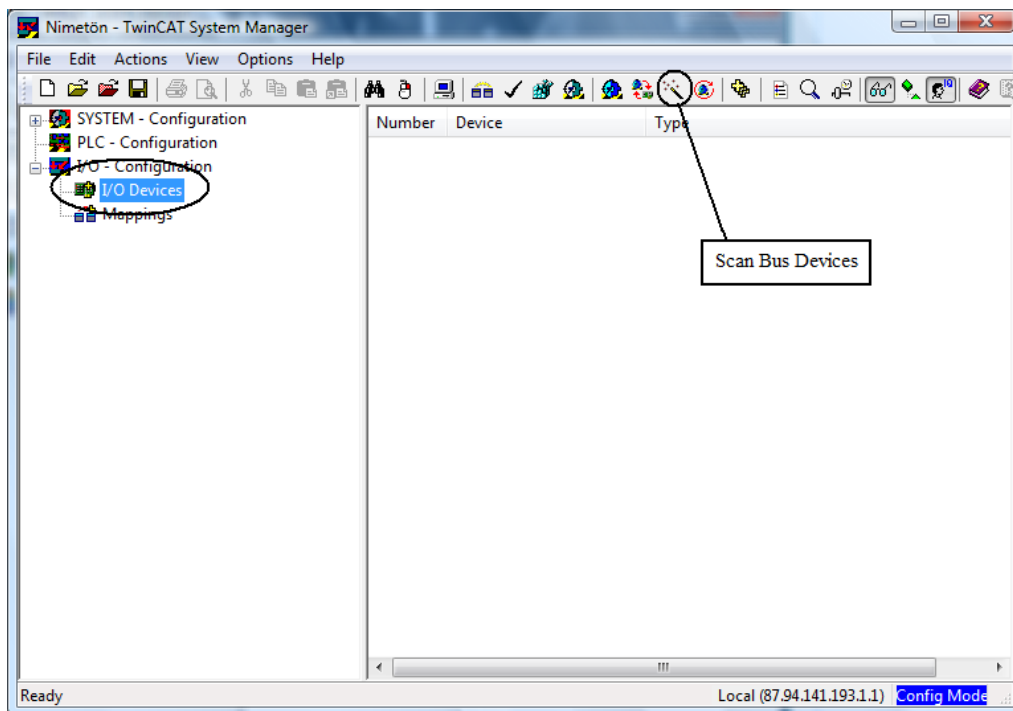 Nimetön - TwinCAT System Manager
File Edit Actions View Options Help
SYSTEM - Configuration
PLC - Configuration
I/O - Configuration
I/O Devices
Mappings
Number Device Type
Scan Bus Devices
Ready Local (87.94.141.193.1.1) Config Mode